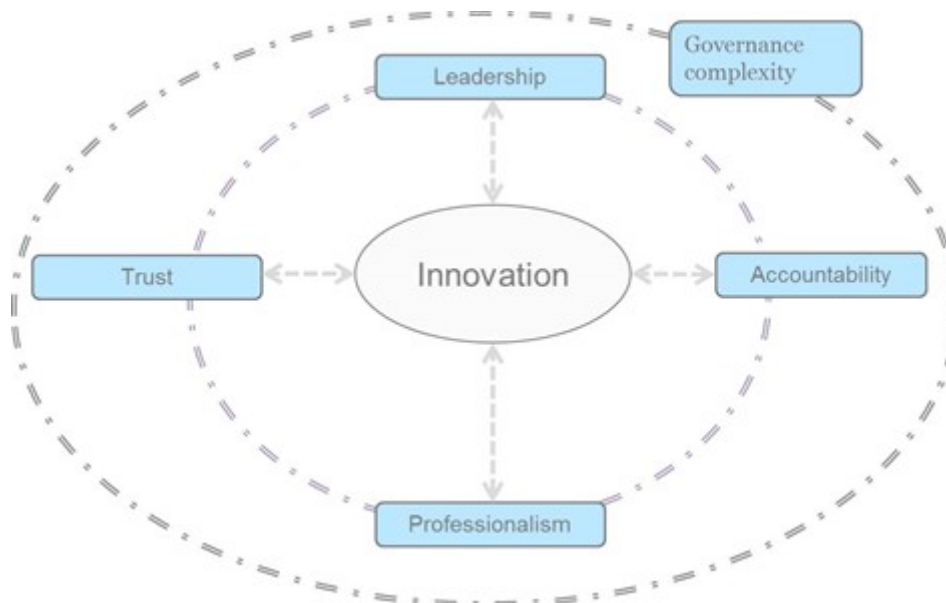 Governance
complexity
Leadership
Trust
Innovation
Accountability
Professionalism